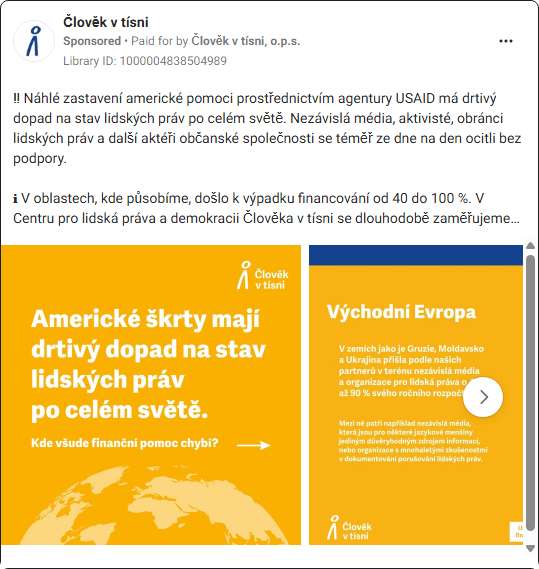 Člověk v tísni
Sponsored • Paid for by Člověk v tísni, o.p.s.
Library ID: 1000004838504989
‼ Náhlé zastavení americké pomoci prostřednictvím agentury USAID má drtivý
dopad na stav lidských práv po celém světě. Nezávislá média, aktivisté, obránci
lidských práv a další aktéři občanské společnosti se téměř ze dne na den ocitli bez
podpory.
ℹ V oblastech, kde působíme, došlo k výpadku financování od 40 do 100 %. V
Centru pro lidská práva a demokracii Člověka v tísni se dlouhodobě zaměřujeme…
Člověk
v tísni
Americké škrty mají
drtivý dopad na stav
lidských práv
po celém světě.
Kde všude finanční pomoc chybí?
Východní Evropa
V zemích jako je Gruzie, Moldavsko
a Ukrajina přišla podle našich
partnerů v terénu nezávislá média
a organizace pro lidská práva o
až 90 % svého ročního
Mezi ně patří například nezávislá média,
která jsou pro některé jazykové menšiny
jediným důvěryhodným zdrojem informací,
nebo organizace s mnohaletými zkušenostmi
v dokumentování porušování lidských práv.
Člověk
v tísni